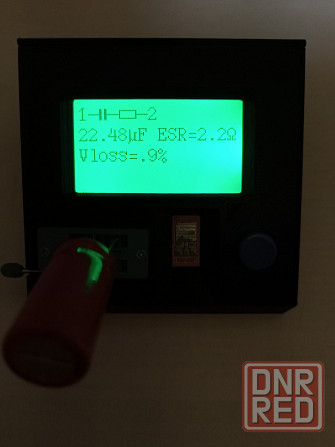 1-||-▭-2
22.48µF ESR=2.2Ω
Vloss=.9%
DNR
RED